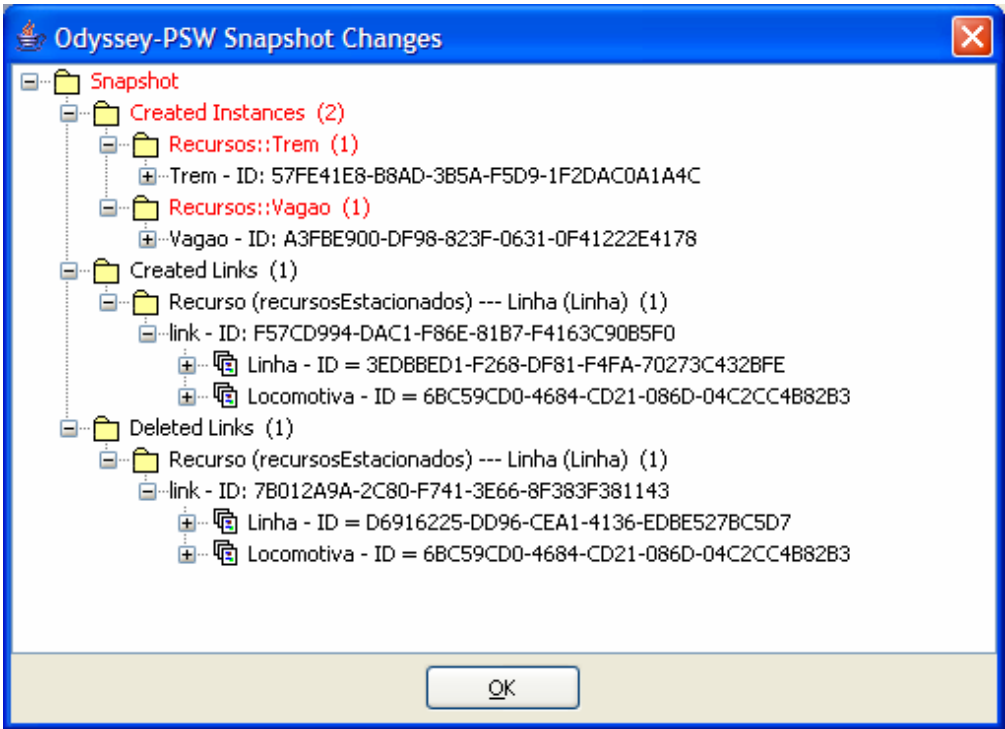 Odyssey-PSW Snapshot Changes
Snapshot
Created Instances (2)
Recursos::Trem (1)
Trem - ID: 57FE41E8-B8AD-3B5A-F5D9-1F2DAC0A1A4C
Recursos::Vagao (1)
Vagao - ID: A3FBE900-DF98-823F-0631-0F41222E4178
Created Links (1)
Recurso (recursosEstacionados) --- Linha (Linha) (1)
link - ID: F57CD994-DAC1-F86E-81B7-F4163C90B5F0
Linha - ID = 3EDBBED1-F268-DF81-F4FA-70273C432BFE
Locomotiva - ID = 6BC59CD0-4684-CD21-086D-04C2CC4B82B3
Deleted Links (1)
Recurso (recursosEstacionados) --- Linha (Linha) (1)
link - ID: 7B012A9A-2C80-F741-3E66-8F383F381143
Linha - ID = D6916225-DD96-CEA1-4136-EDBE527BC5D7
Locomotiva - ID = 6BC59CD0-4684-CD21-086D-04C2CC4B82B3
OK